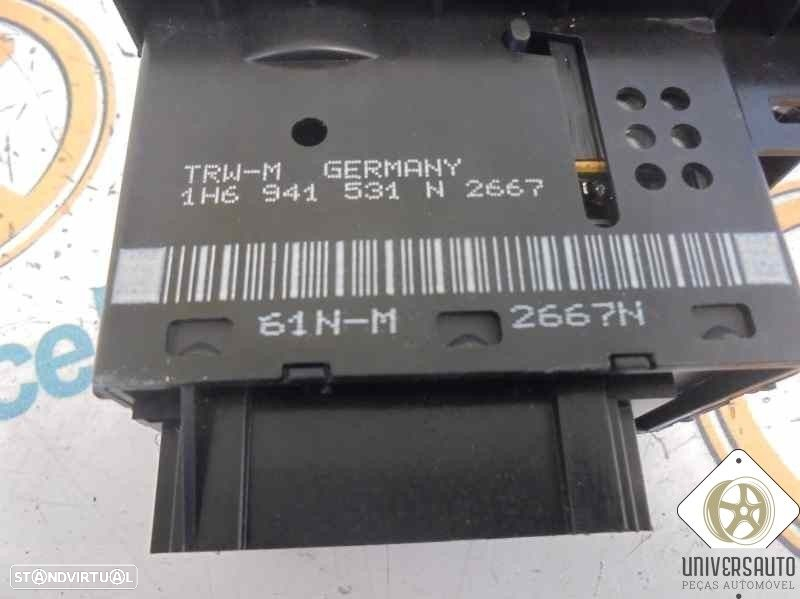 TRW-M GERMANY
1H6 941 531 N 2667
61N-M 2667N
STANDVIRTUAL
UNIVERSAUTO
PEÇAS AUTOMÓVEL